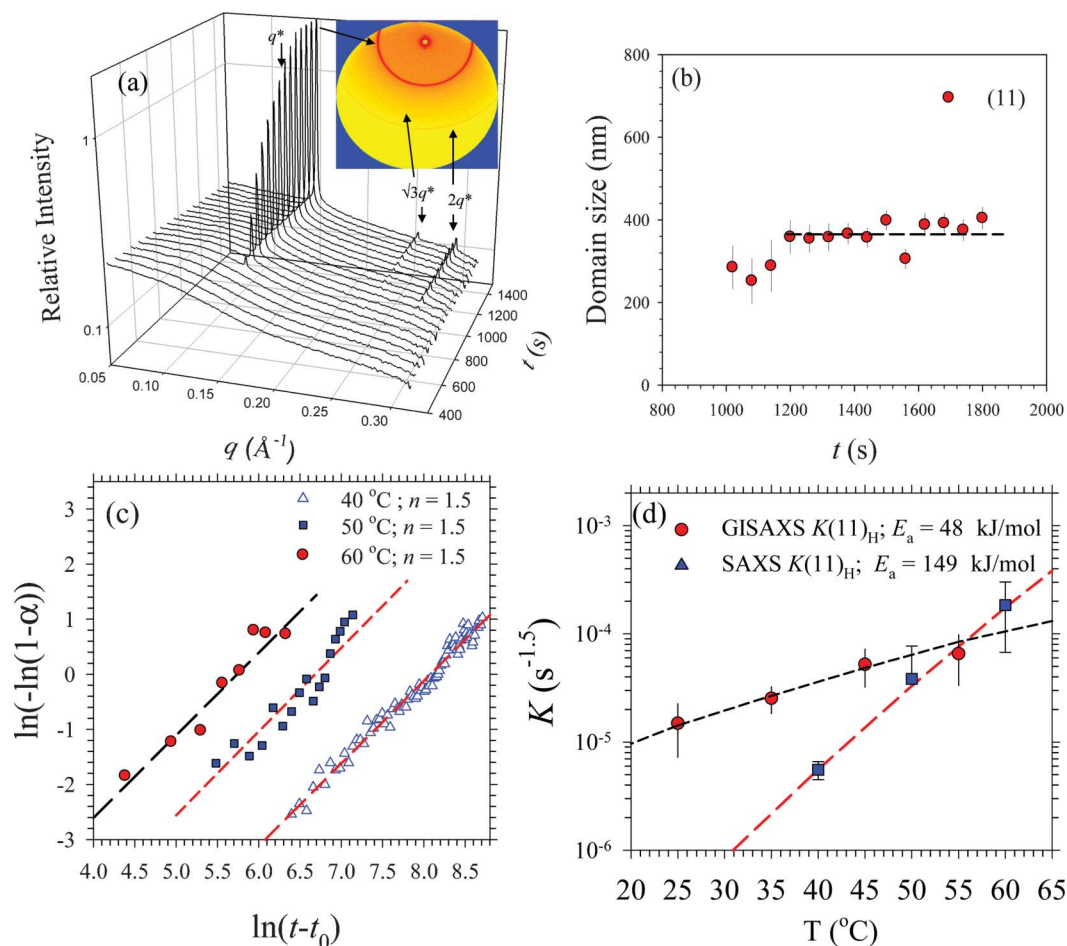 (a)
q*
√3q*
2q*
Relative Intensity
1
0.1
0.05
0.10
0.15
0.20
0.25
0.30
q (Å⁻¹)
400
600
800
1000
1200
1400
t (s)
(b)
(11)
Domain size (nm)
800
600
400
200
0
800 1000 1200 1400 1600 1800 2000
t (s)
(c)
40 °C ; n = 1.5
50 °C; n = 1.5
60 °C; n = 1.5
ln(-ln(1-α))
3
2
1
0
-1
-2
-3
4.0 4.5 5.0 5.5 6.0 6.5 7.0 7.5 8.0 8.5
ln(t-t₀)
(d)
GISAXS K(11)H; Ea = 48 kJ/mol
SAXS K(11)H; Ea = 149 kJ/mol
K (s⁻¹·⁵)
10⁻³
10⁻⁴
10⁻⁵
10⁻⁶
20 25 30 35 40 45 50 55 60 65
T (°C)